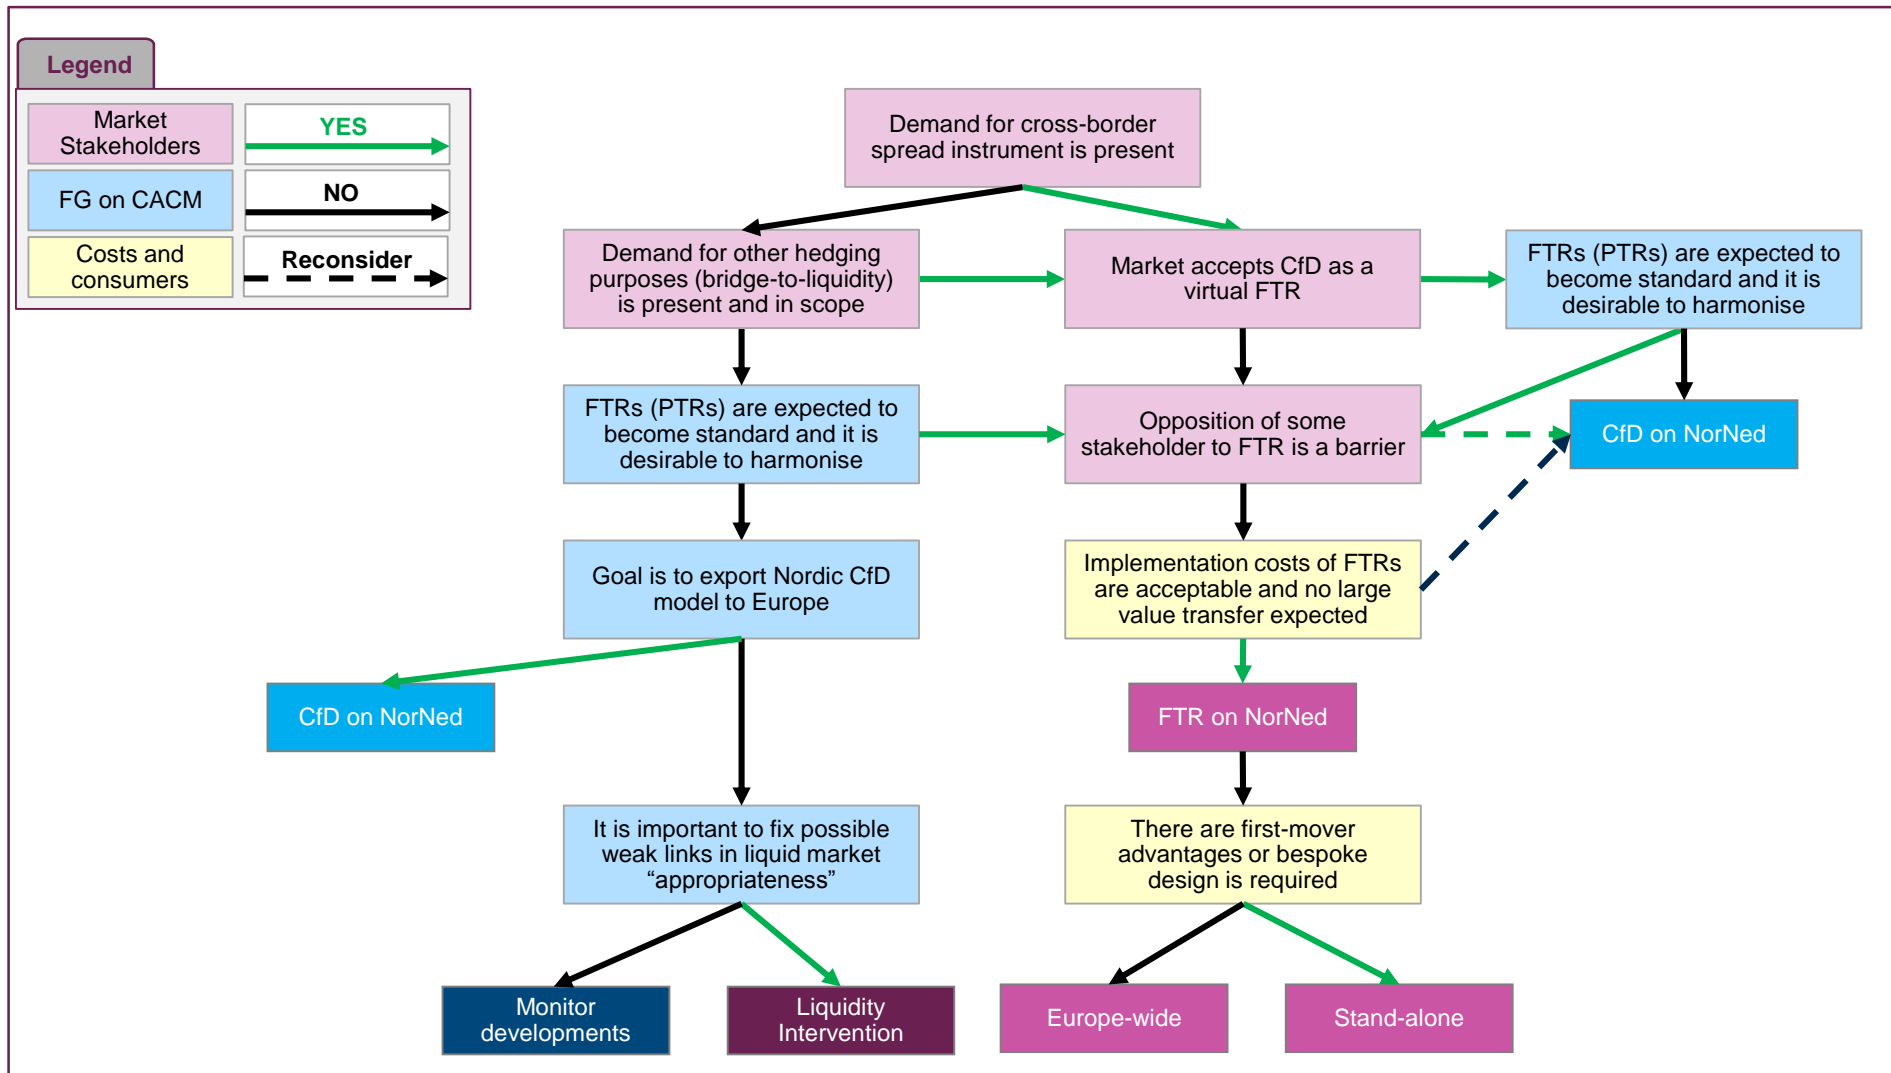 Legend
Market
Stakeholders
YES
FG on CACM
NO
Costs and
consumers
Reconsider
Demand for cross-border
spread instrument is present
Demand for other hedging
purposes (bridge-to-liquidity)
is present and in scope
Market accepts CfD as a
virtual FTR
FTRs (PTRs) are expected to
become standard and it is
desirable to harmonise
FTRs (PTRs) are expected to
become standard and it is
desirable to harmonise
Opposition of some
stakeholder to FTR is a barrier
CfD on NorNed
Goal is to export Nordic CfD
model to Europe
Implementation costs of FTRs
are acceptable and no large
value transfer expected
CfD on NorNed
FTR on NorNed
It is important to fix possible
weak links in liquid market
“appropriateness”
There are first-mover
advantages or bespoke
design is required
Monitor
developments
Liquidity
Intervention
Europe-wide
Stand-alone